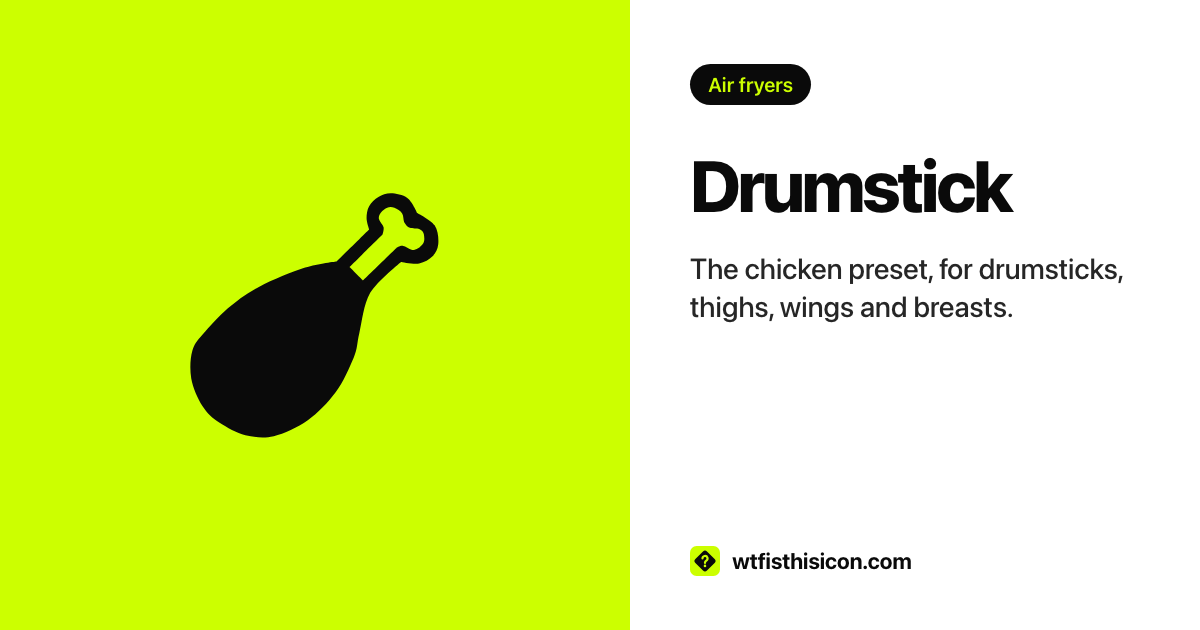 Air fryers
Drumstick
The chicken preset, for drumsticks,
thighs, wings and breasts.
wtfisthisicon.com